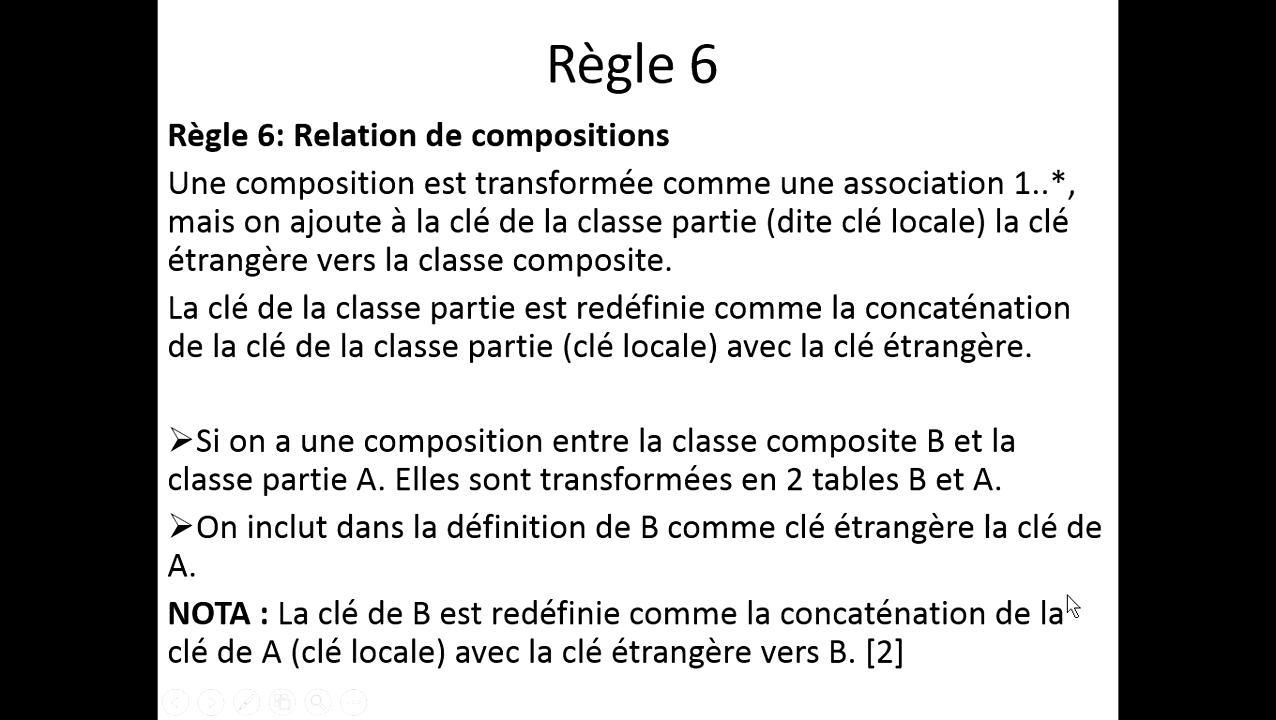 Règle 6
Règle 6: Relation de compositions
Une composition est transformée comme une association 1..*,
mais on ajoute à la clé de la classe partie (dite clé locale) la clé
étrangère vers la classe composite.
La clé de la classe partie est redéfinie comme la concaténation
de la clé de la classe partie (clé locale) avec la clé étrangère.
➢Si on a une composition entre la classe composite B et la
classe partie A. Elles sont transformées en 2 tables B et A.
➢On inclut dans la définition de B comme clé étrangère la clé de
A.
NOTA : La clé de B est redéfinie comme la concaténation de la
clé de A (clé locale) avec la clé étrangère vers B. [2]